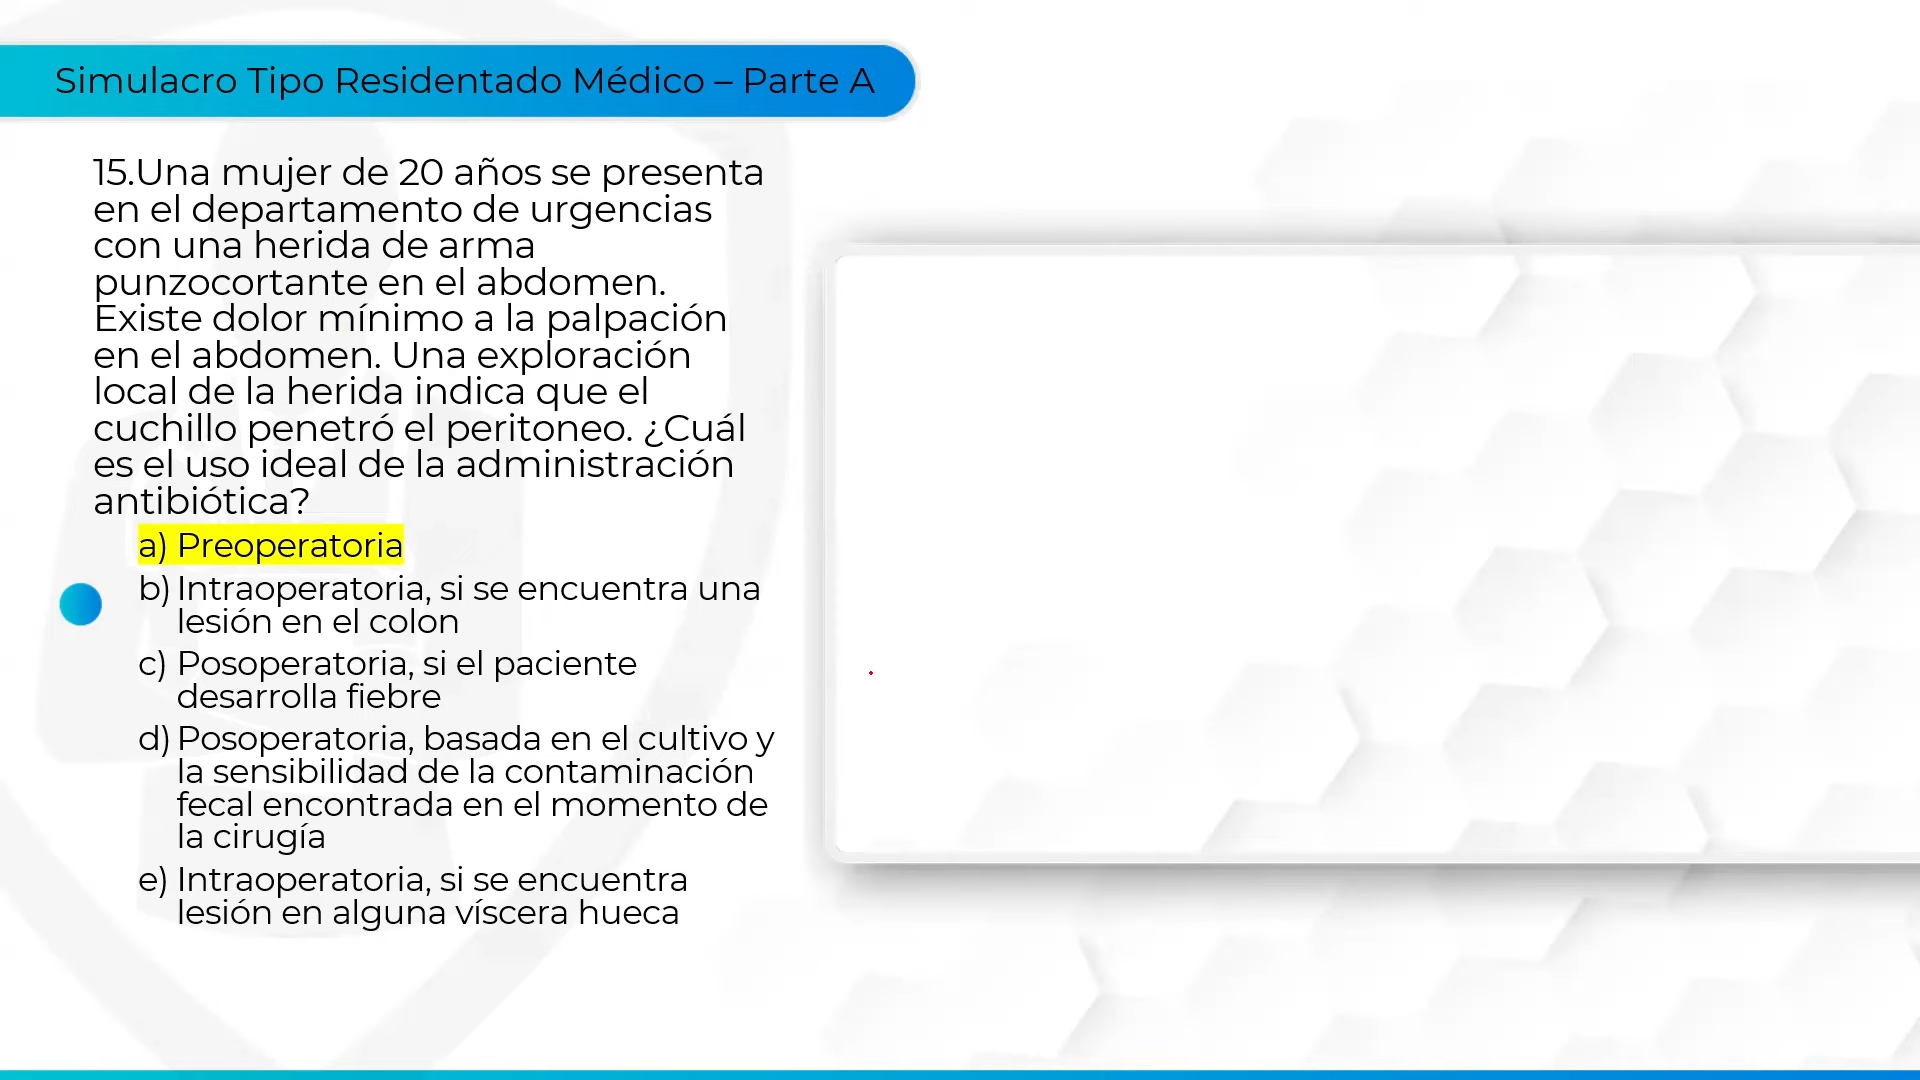 Simulacro Tipo Residentado Médico – Parte A
15.Una mujer de 20 años se presenta
en el departamento de urgencias
con una herida de arma
punzocortante en el abdomen.
Existe dolor mínimo a la palpación
en el abdomen. Una exploración
local de la herida indica que el
cuchillo penetró el peritoneo. ¿Cuál
es el uso ideal de la administración
antibiótica?
a) Preoperatoria
b) Intraoperatoria, si se encuentra una
lesión en el colon
c) Posoperatoria, si el paciente
desarrolla fiebre
d) Posoperatoria, basada en el cultivo y
la sensibilidad de la contaminación
fecal encontrada en el momento de
la cirugía
e) Intraoperatoria, si se encuentra
lesión en alguna víscera hueca